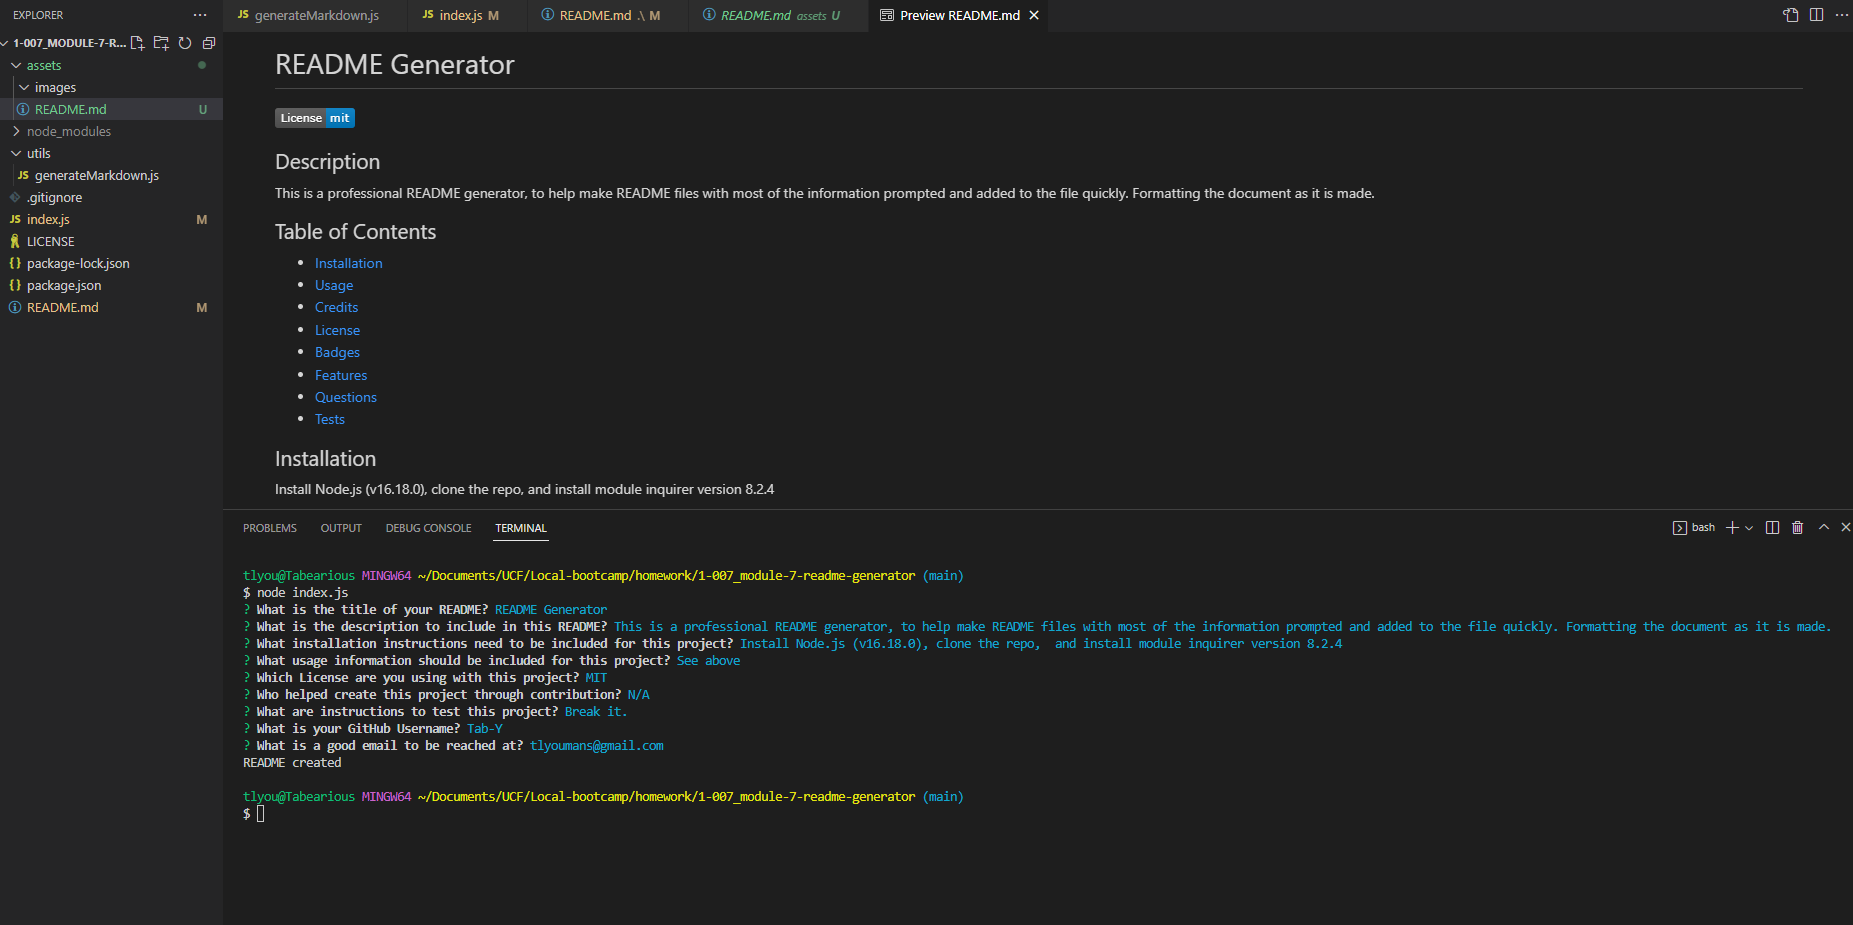 EXPLORER
1-007_MODULE-7-R...
assets
images
README.md U
node_modules
utils
JS generateMarkdown.js
.gitignore
JS index.js M
LICENSE
{} package-lock.json
{} package.json
README.md M
JS generateMarkdown.js
JS index.js M
README.md .\ M
README.md assets U
Preview README.md
README Generator
License mit
Description
This is a professional README generator, to help make README files with most of the information prompted and added to the file quickly. Formatting the document as it is made.
Table of Contents
• Installation
• Usage
• Credits
• License
• Badges
• Features
• Questions
• Tests
Installation
Install Node.js (v16.18.0), clone the repo, and install module inquirer version 8.2.4
PROBLEMS OUTPUT DEBUG CONSOLE TERMINAL
bash
tlyou@Tabearious MINGW64 ~/Documents/UCF/Local-bootcamp/homework/1-007_module-7-readme-generator (main)
$ node index.js
? What is the title of your README? README Generator
? What is the description to include in this README? This is a professional README generator, to help make README files with most of the information prompted and added to the file quickly. Formatting the document as it is made.
? What installation instructions need to be included for this project? Install Node.js (v16.18.0), clone the repo,  and install module inquirer version 8.2.4
? What usage information should be included for this project? See above
? Which License are you using with this project? MIT
? Who helped create this project through contribution? N/A
? What are instructions to test this project? Break it.
? What is your GitHub Username? Tab-Y
? What is a good email to be reached at? tlyoumans@gmail.com
README created
tlyou@Tabearious MINGW64 ~/Documents/UCF/Local-bootcamp/homework/1-007_module-7-readme-generator (main)
$